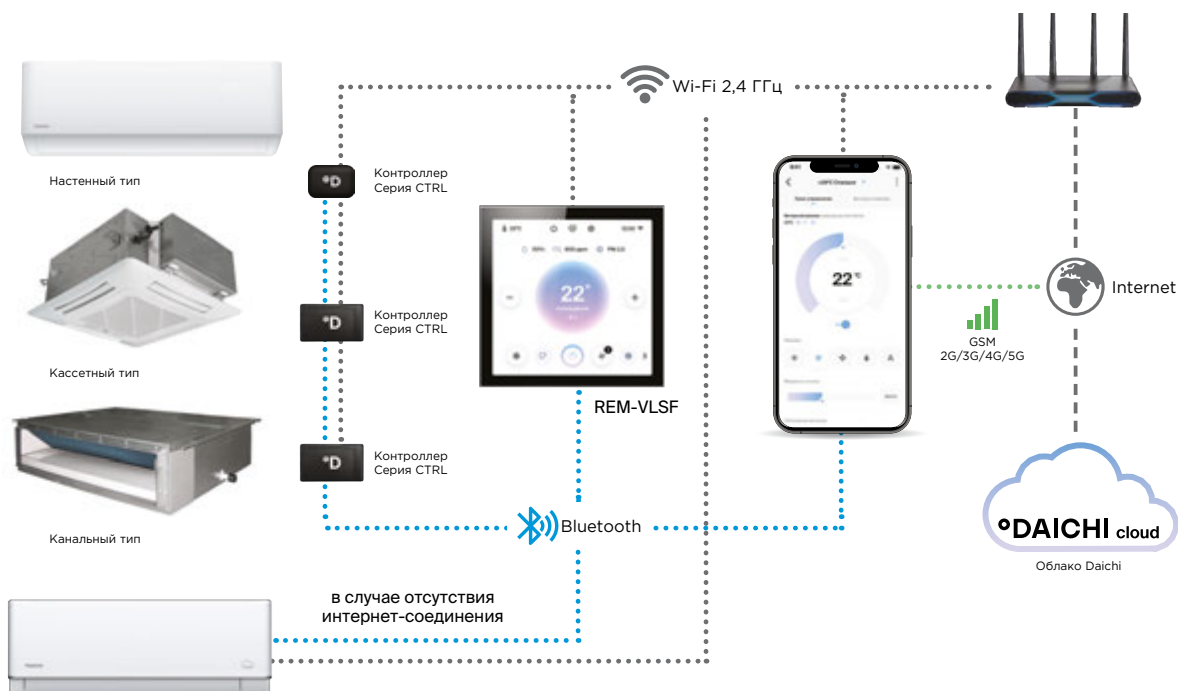 Wi-Fi 2,4 ГГц
Настенный тип
°D
Контроллер
Серия CTRL
Кассетный тип
°D
Контроллер
Серия CTRL
22°
REM-VLSF
22 °C
Internet
GSM
2G/3G/4G/5G
Канальный тип
°D
Контроллер
Серия CTRL
Bluetooth
°DAICHI cloud
Облако Daichi
в случае отсутствия
интернет-соединения